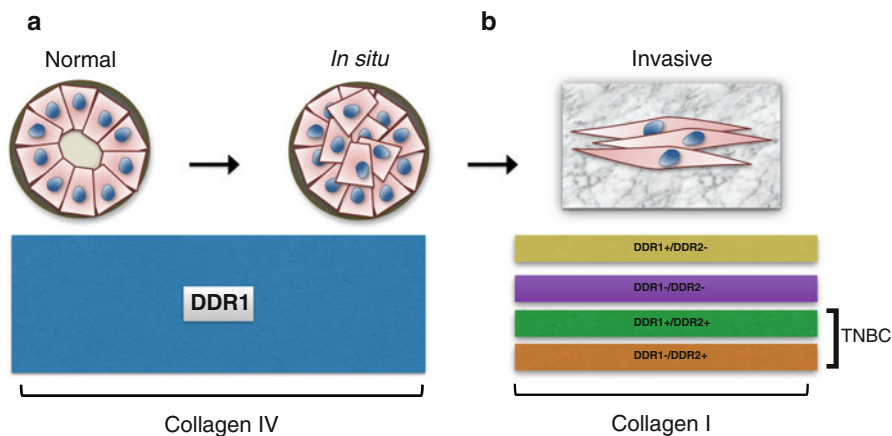 a
Normal
In situ
DDR1
Collagen IV
b
Invasive
DDR1+/DDR2-
DDR1-/DDR2-
DDR1+/DDR2+
DDR1-/DDR2+
TNBC
Collagen I